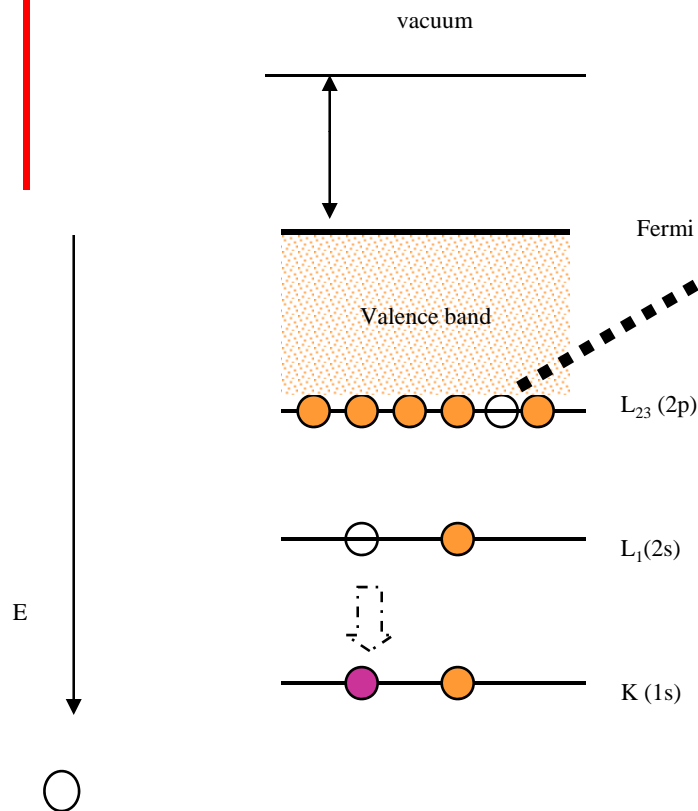 vacuum
Fermi
Valence band
L₂₃ (2p)
L₁(2s)
E
K (1s)